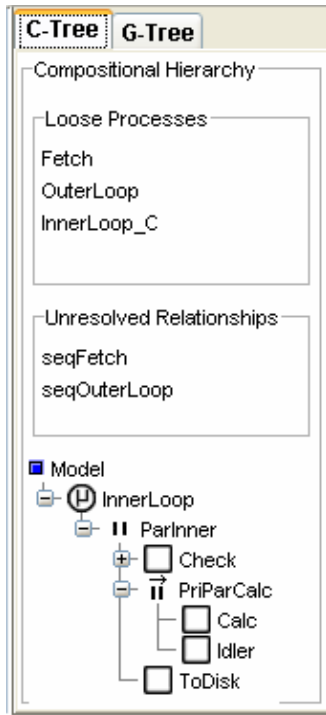 C-Tree G-Tree
Compositional Hierarchy
Loose Processes
Fetch
OuterLoop
InnerLoop_C
Unresolved Relationships
seqFetch
seqOuterLoop
Model
μ InnerLoop
ParInner
Check
PriParCalc
Calc
Idler
ToDisk